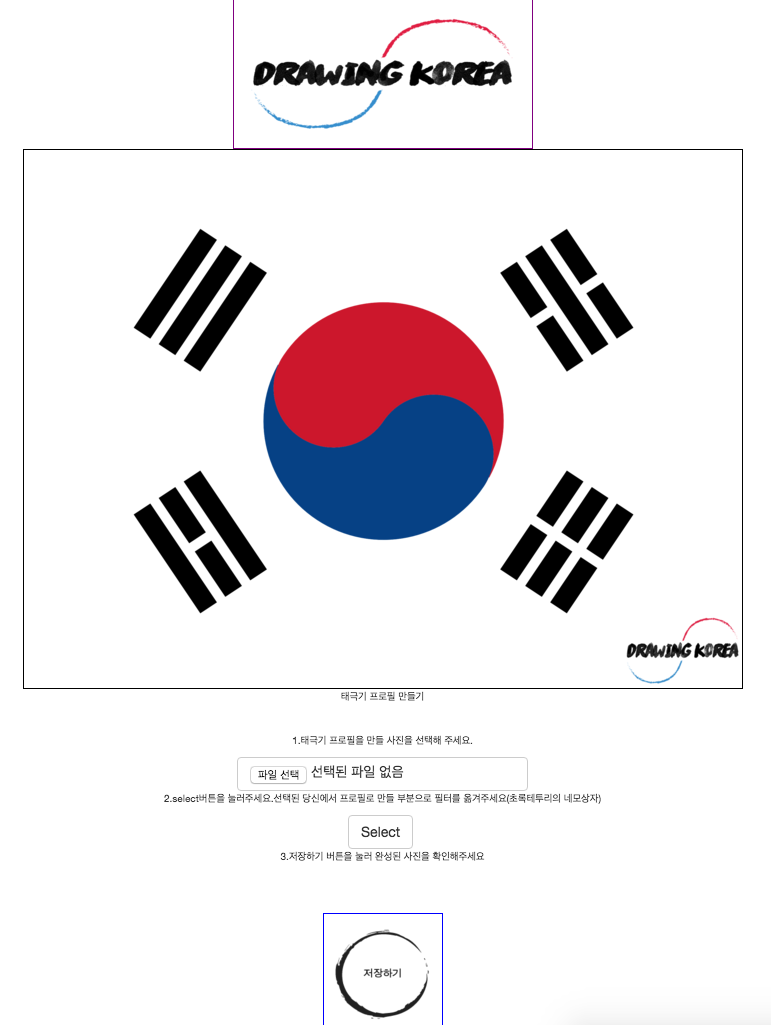 DRAWING KOREA
DRAWING KOREA
태극기 프로필 만들기
1.태극기 프로필을 만들 사진을 선택해 주세요.
파일 선택 선택된 파일 없음
2.select버튼을 눌러주세요.선택된 당신에서 프로필로 만들 부분으로 필터를 옮겨주세요(초록테투리의 네모상자)
Select
3.저장하기 버튼을 눌러 완성된 사진을 확인해주세요
저장하기